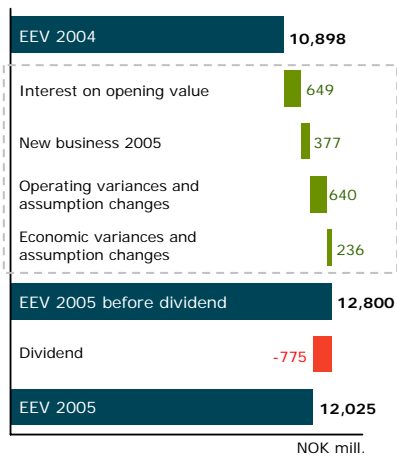 EEV 2004 10,898
Interest on opening value 649
New business 2005 377
Operating variances and
assumption changes 640
Economic variances and
assumption changes 236
EEV 2005 before dividend 12,800
Dividend -775
EEV 2005 12,025
NOK mill.